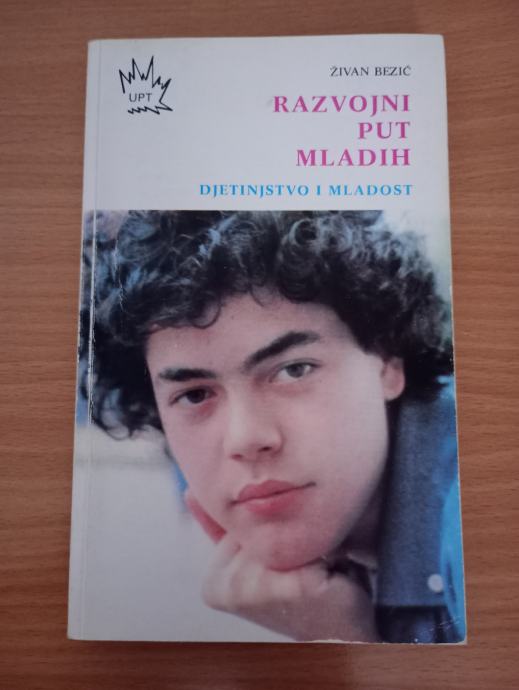 UPT
ŽIVAN BEZIĆ
RAZVOJNI
PUT
MLADIH
DJETINJSTVO I MLADOST